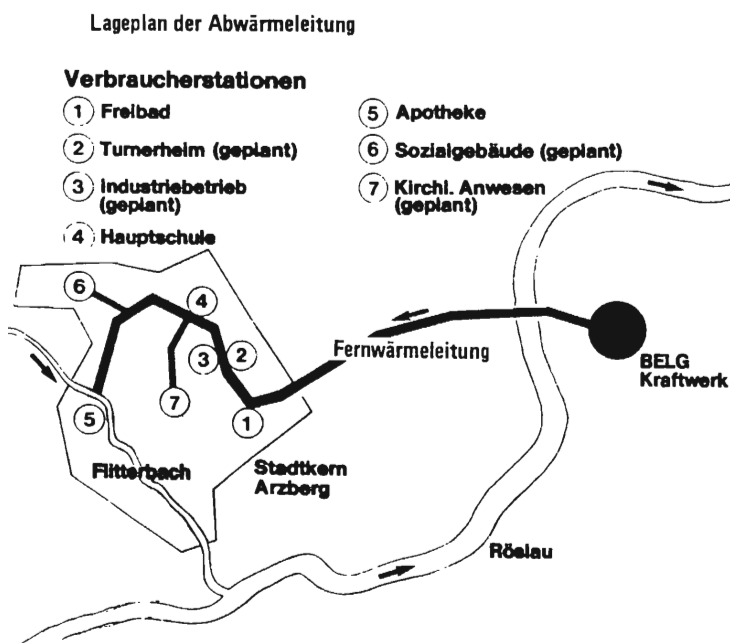 Lageplan der Abwärmeleitung
Verbraucherstationen
1 Freibad
2 Turnerheim (geplant)
3 Industriebetrieb
(geplant)
4 Hauptschule
5 Apotheke
6 Sozialgebäude (geplant)
7 Kirchl. Anwesen
(geplant)
6
4
3
2
7
1
5
Fernwärmeleitung
BELG
Kraftwerk
Flitterbach
Stadtkern
Arzberg
Röslau